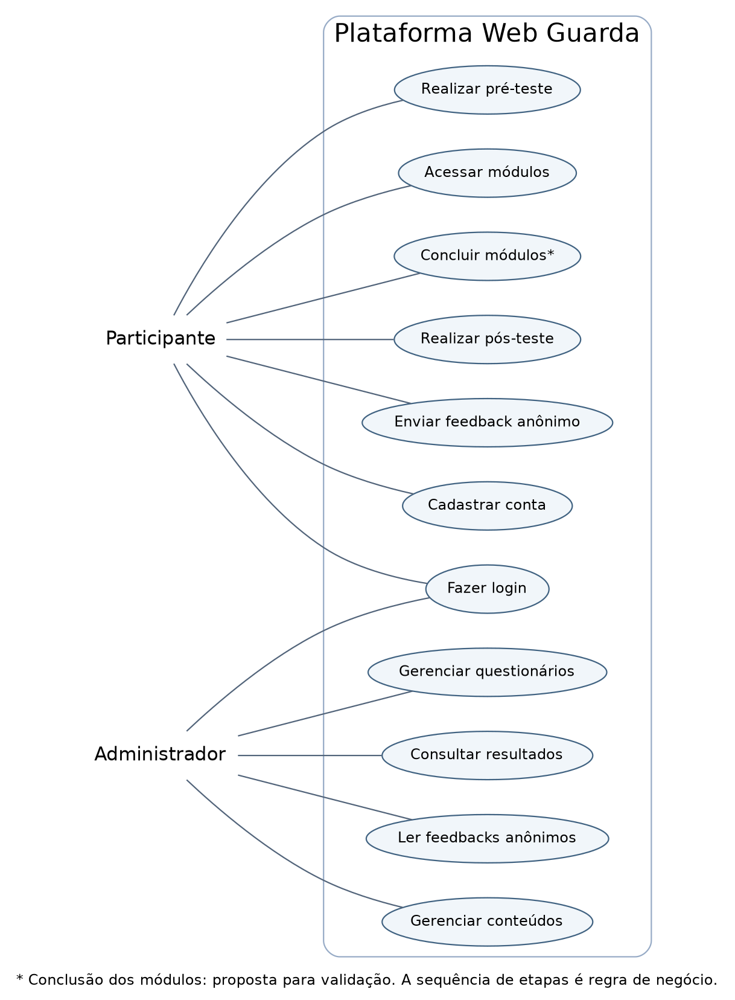 Plataforma Web Guarda
Realizar pré-teste
Acessar módulos
Concluir módulos*
Participante
Realizar pós-teste
Enviar feedback anônimo
Cadastrar conta
Fazer login
Gerenciar questionários
Administrador
Consultar resultados
Ler feedbacks anônimos
Gerenciar conteúdos
* Conclusão dos módulos: proposta para validação. A sequência de etapas é regra de negócio.